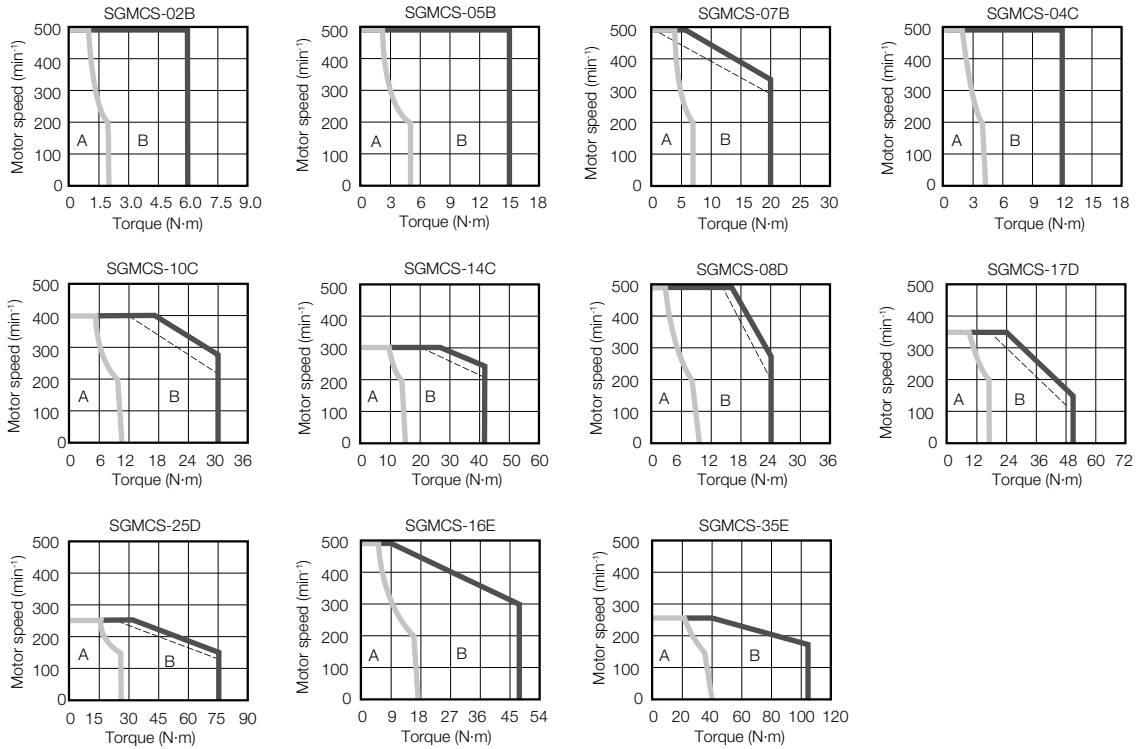 SGMCS-02B
Motor speed (min⁻¹)
500
400
300
200
100
0
A
B
0 1.5 3.0 4.5 6.0 7.5 9.0
Torque (N·m)
SGMCS-05B
Motor speed (min⁻¹)
500
400
300
200
100
0
A
B
0 3 6 9 12 15 18
Torque (N·m)
SGMCS-07B
Motor speed (min⁻¹)
500
400
300
200
100
0
A
B
0 5 10 15 20 25 30
Torque (N·m)
SGMCS-04C
Motor speed (min⁻¹)
500
400
300
200
100
0
A
B
0 3 6 9 12 15 18
Torque (N·m)
SGMCS-10C
Motor speed (min⁻¹)
500
400
300
200
100
0
A
B
0 6 12 18 24 30 36
Torque (N·m)
SGMCS-14C
Motor speed (min⁻¹)
500
400
300
200
100
0
A
B
0 10 20 30 40 50 60
Torque (N·m)
SGMCS-08D
Motor speed (min⁻¹)
500
400
300
200
100
0
A
B
0 6 12 18 24 30 36
Torque (N·m)
SGMCS-17D
Motor speed (min⁻¹)
500
400
300
200
100
0
A
B
0 12 24 36 48 60 72
Torque (N·m)
SGMCS-25D
Motor speed (min⁻¹)
500
400
300
200
100
0
A
B
0 15 30 45 60 75 90
Torque (N·m)
SGMCS-16E
Motor speed (min⁻¹)
500
400
300
200
100
0
A
B
0 9 18 27 36 45 54
Torque (N·m)
SGMCS-35E
Motor speed (min⁻¹)
500
400
300
200
100
0
A
B
0 20 40 60 80 100 120
Torque (N·m)